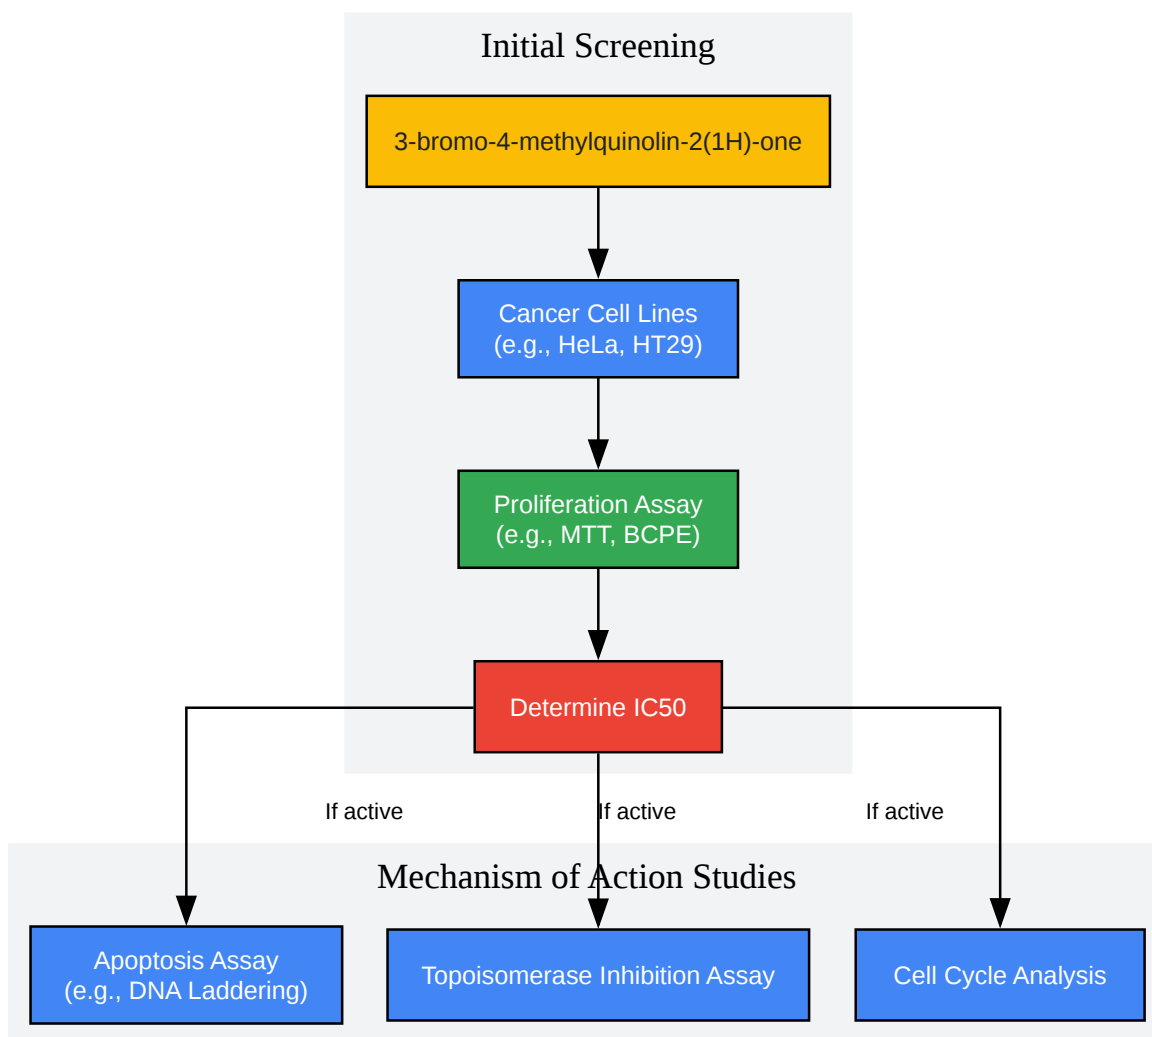 Initial Screening
3-bromo-4-methylquinolin-2(1H)-one
Cancer Cell Lines
(e.g., HeLa, HT29)
Proliferation Assay
(e.g., MTT, BCPE)
Determine IC50
If active
If active
If active
Mechanism of Action Studies
Apoptosis Assay
(e.g., DNA Laddering)
Topoisomerase Inhibition Assay
Cell Cycle Analysis